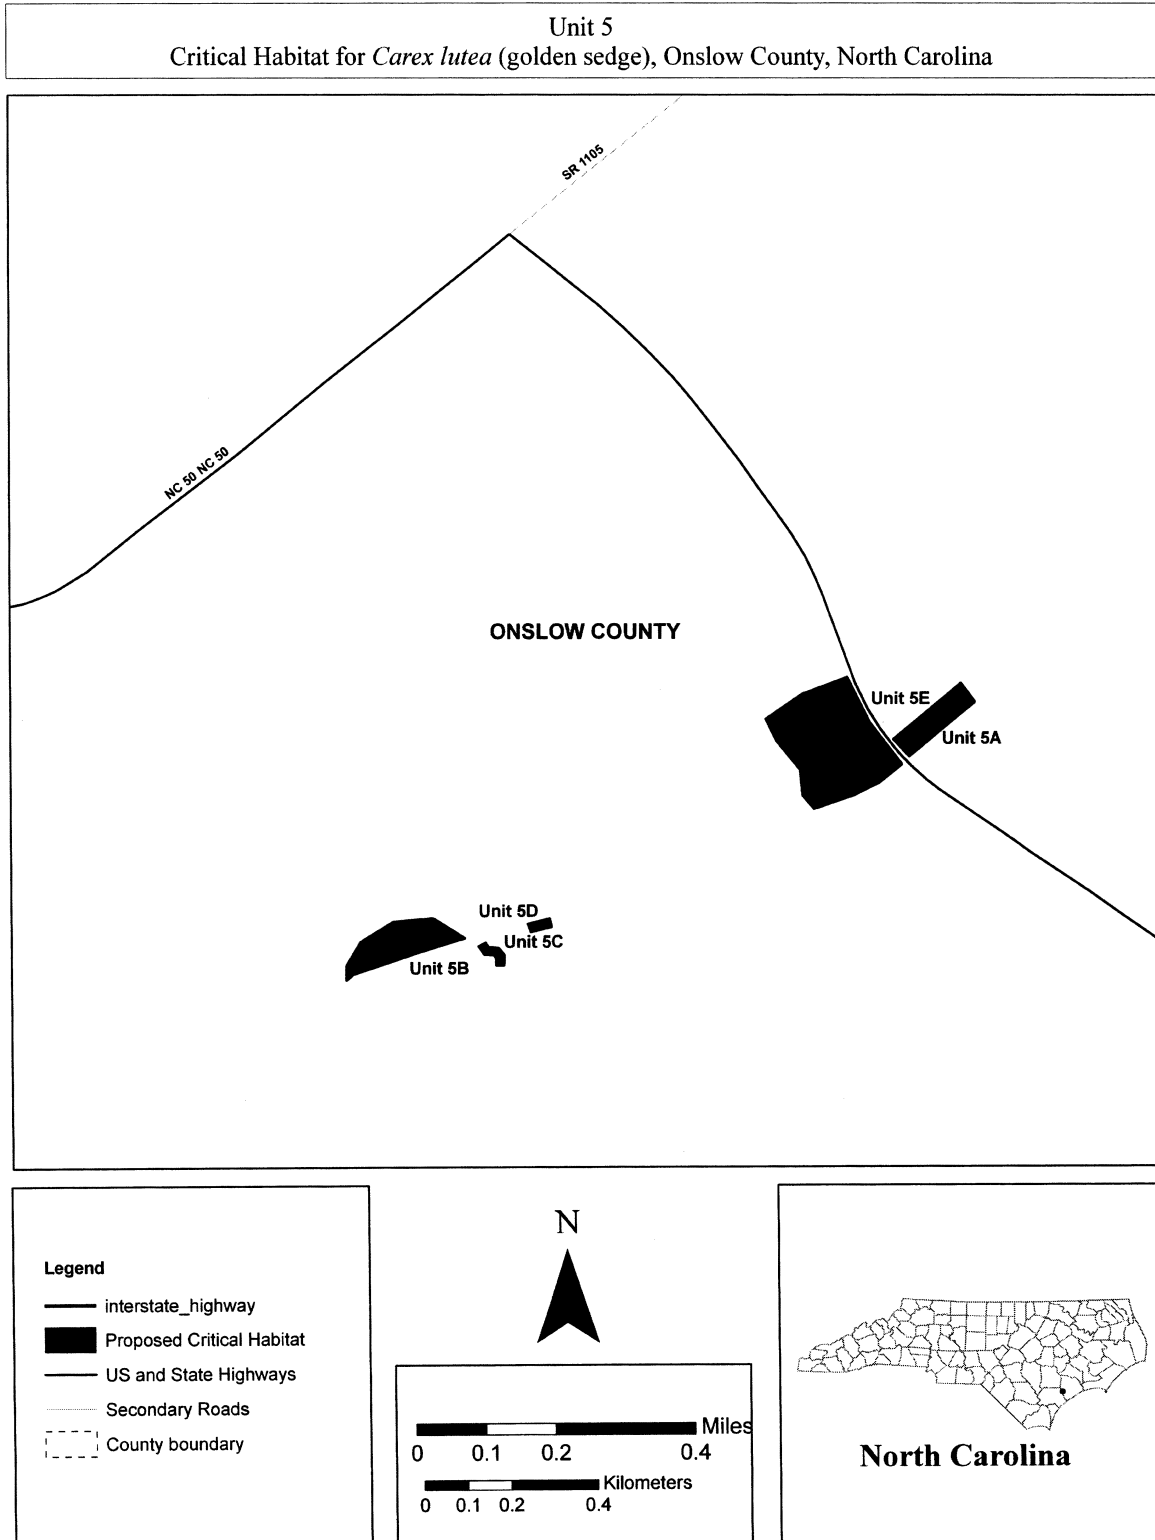 Unit 5
Critical Habitat for Carex lutea (golden sedge), Onslow County, North Carolina
SR 1105
NC 50 NC 50
ONSLOW COUNTY
Unit 5E
Unit 5A
Unit 5D
Unit 5C
Unit 5B
Legend
interstate_highway
Proposed Critical Habitat
US and State Highways
Secondary Roads
County boundary
N
Miles
0 0.1 0.2 0.4
Kilometers
0 0.1 0.2 0.4
North Carolina